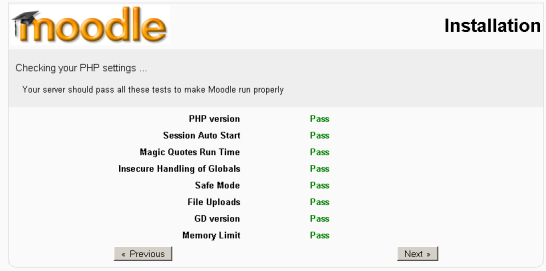 moodle
Installation
Checking your PHP settings ...
Your server should pass all these tests to make Moodle run properly
PHP version Pass
Session Auto Start Pass
Magic Quotes Run Time Pass
Insecure Handling of Globals Pass
Safe Mode Pass
File Uploads Pass
GD version Pass
Memory Limit Pass
« Previous
Next »